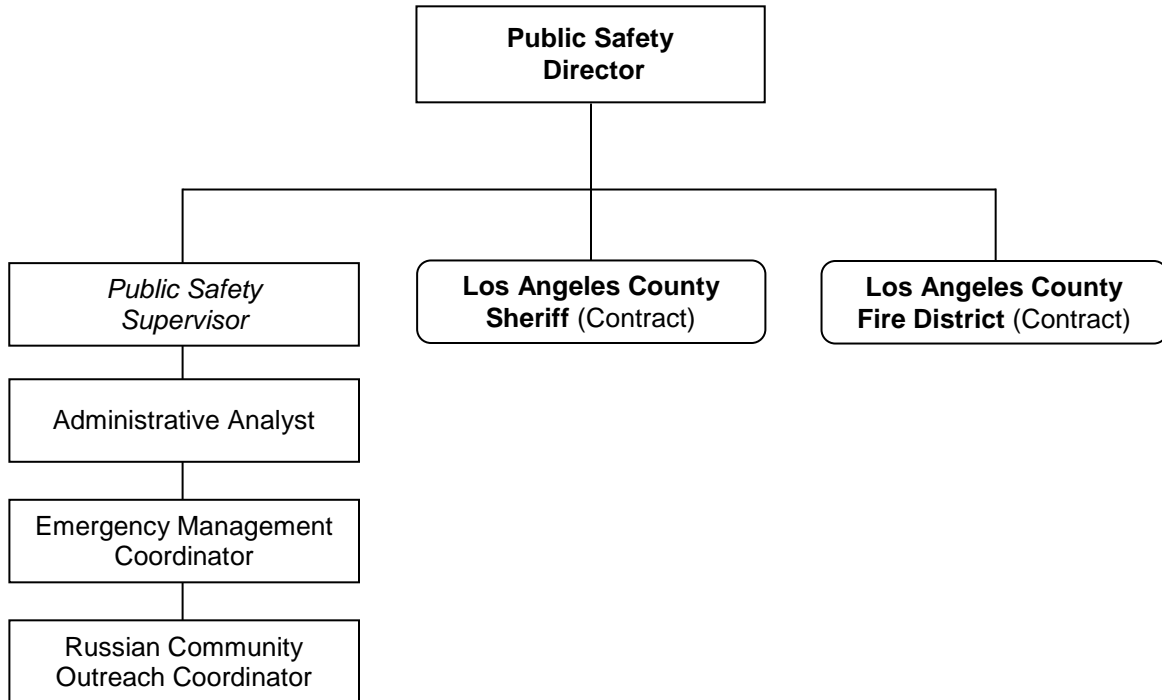 Public Safety
Director
Public Safety
Supervisor
Los Angeles County
Sheriff (Contract)
Los Angeles County
Fire District (Contract)
Administrative Analyst
Emergency Management
Coordinator
Russian Community
Outreach Coordinator